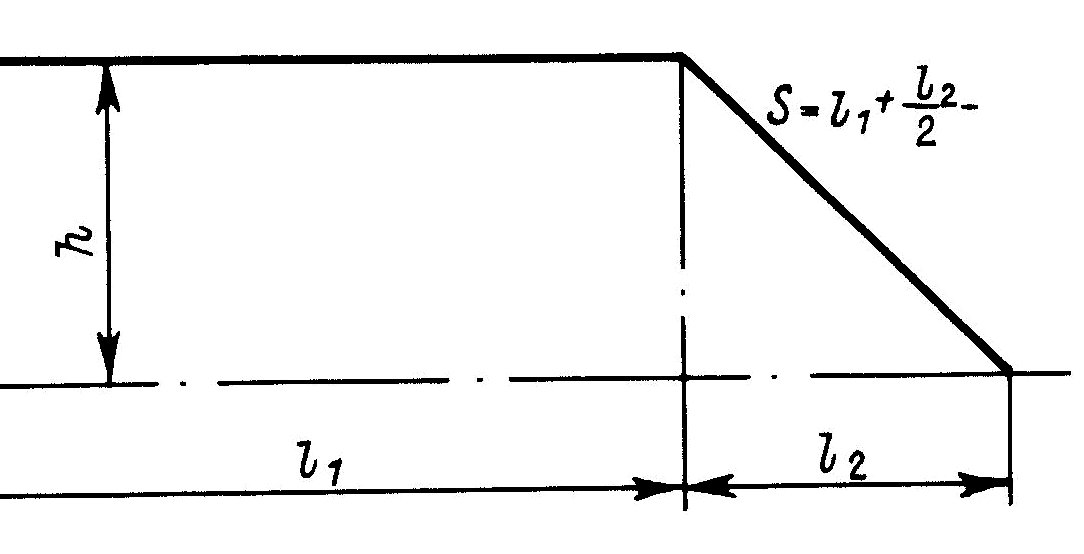 S = l₁ + l₂/2 -
h
l₁
l₂